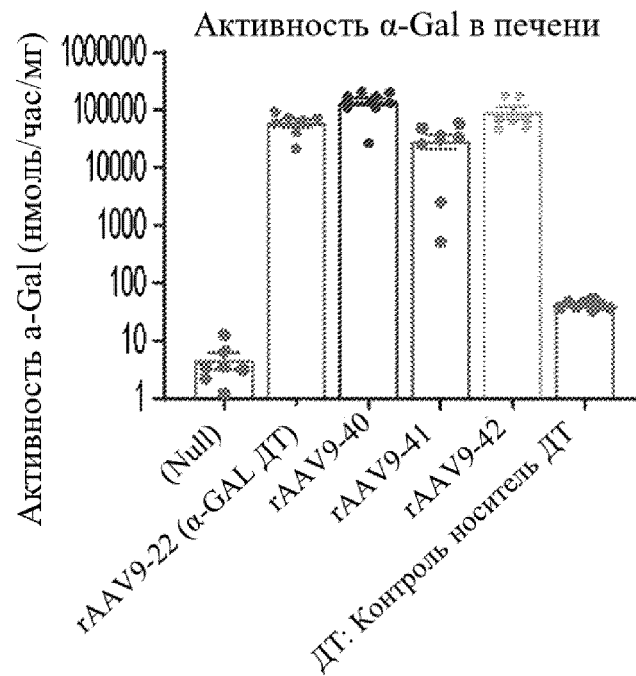 Активность α-Gal в печени
Активность a-Gal (нмоль/час/мг)
1000000
100000
10000
1000
100
10
1
(Null)
rAAV9-22 (α-GAL ДТ)
rAAV9-40
rAAV9-41
rAAV9-42
ДТ: Контроль носитель ДТ